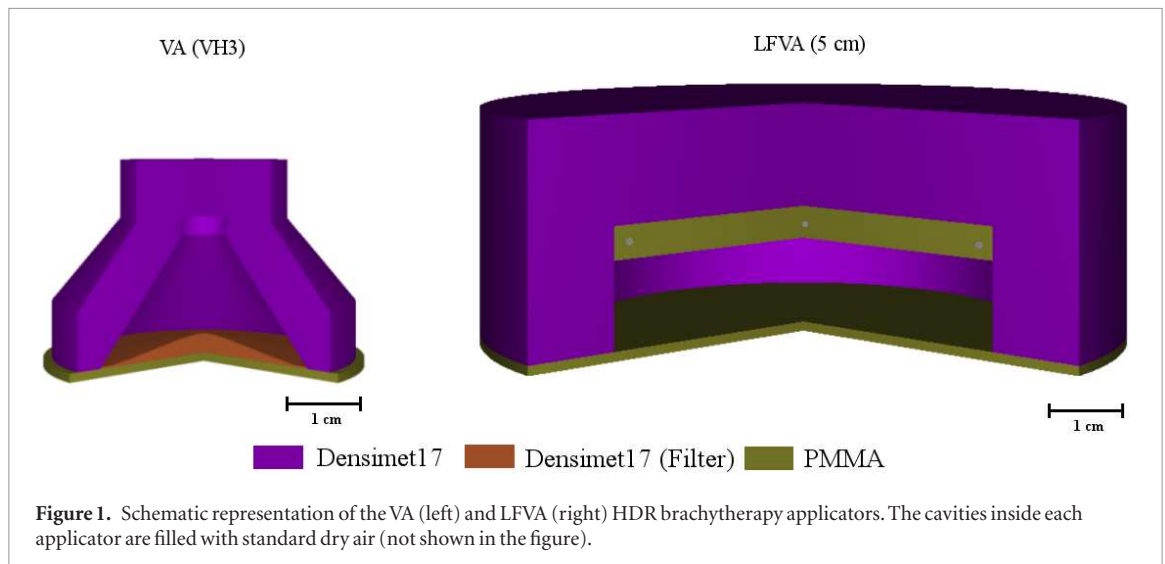 VA (VH3)
LFVA (5 cm)
1 cm
1 cm
Densimet17
Densimet17 (Filter)
PMMA
Figure 1. Schematic representation of the VA (left) and LFVA (right) HDR brachytherapy applicators. The cavities inside each
applicator are filled with standard dry air (not shown in the figure).